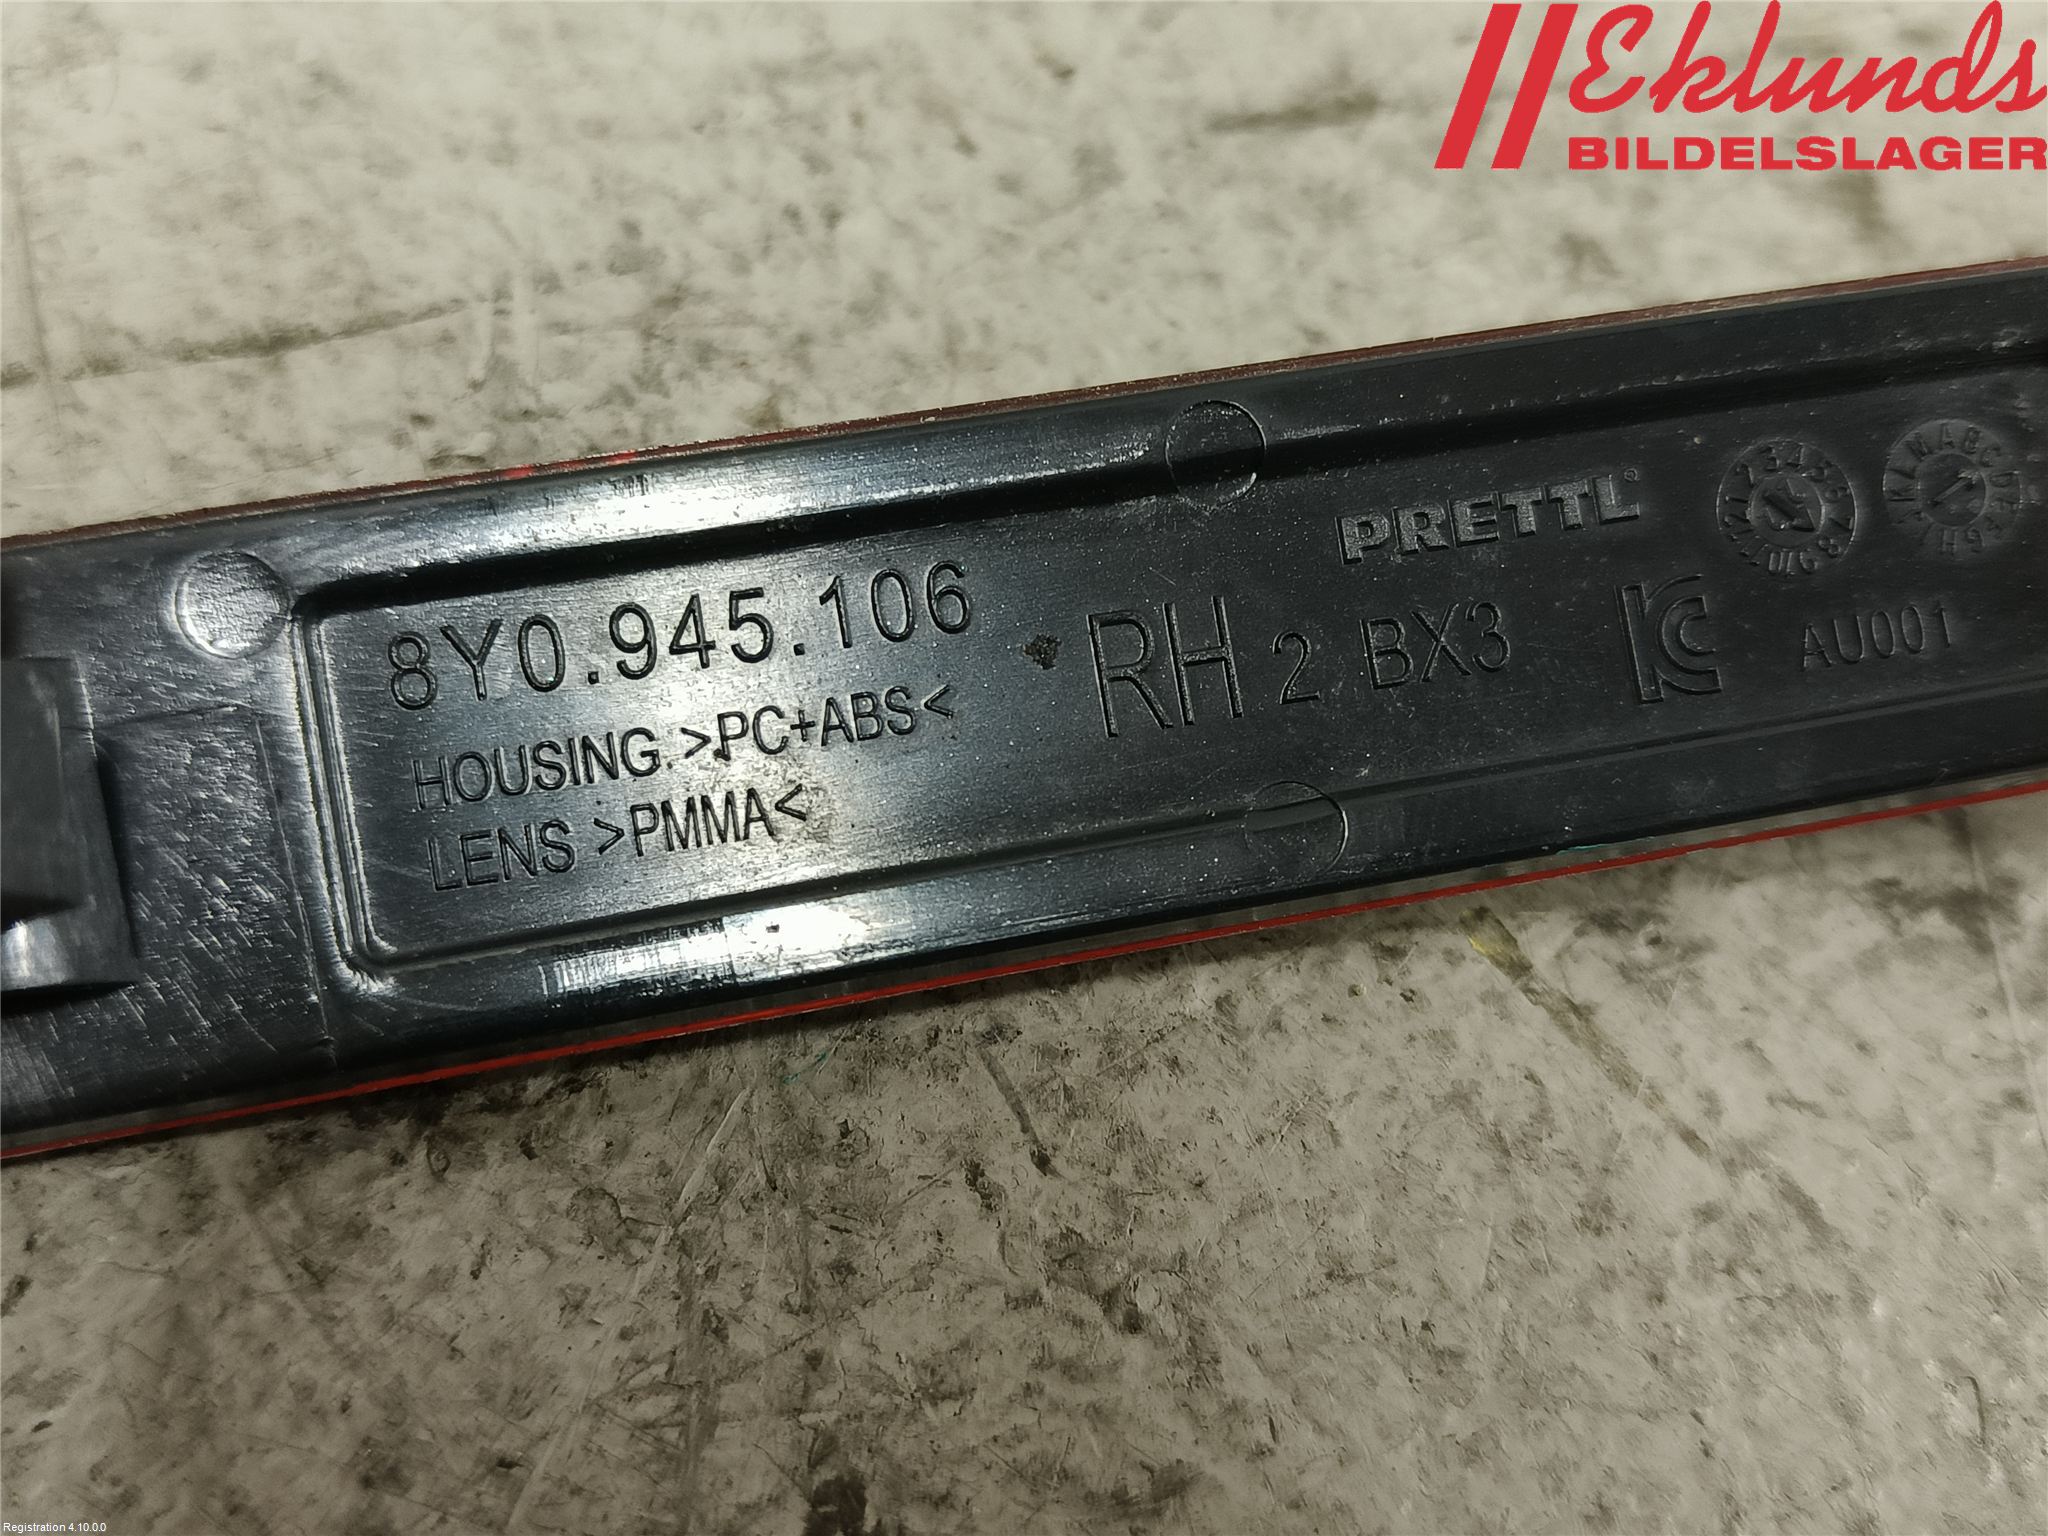 Eklunds
BILDELSLAGER
PRETTL
8Y0.945.106
RH 2 BX3
AU001
HOUSING >PC+ABS<
LENS >PMMA<
Registration 4.10.0.0